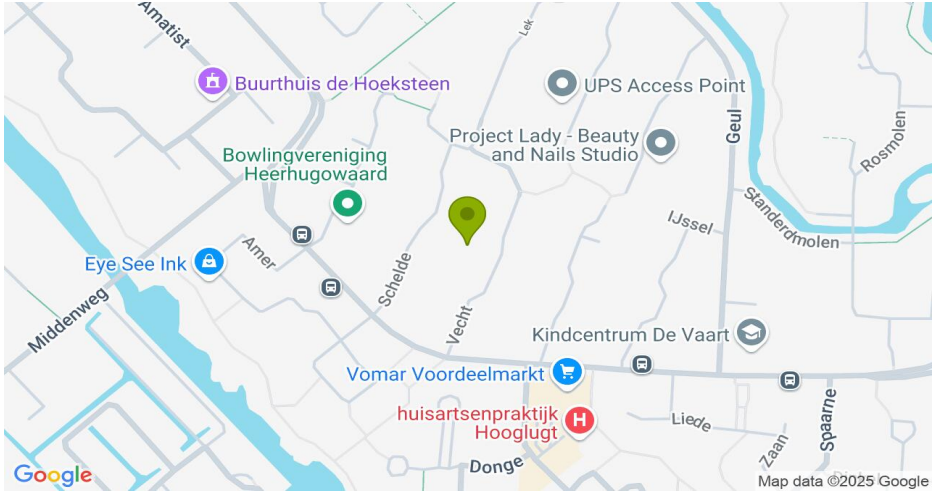 Amatist
Lek
Buurthuis de Hoeksteen
UPS Access Point
Geul
Project Lady - Beauty
and Nails Studio
Rosmolen
Bowlingvereniging
Heerhugowaard
IJssel
Standerdmolen
Amer
Eye See Ink
Schelde
Middenweg
Vecht
Kindcentrum De Vaart
Vomar Voordeelmarkt
huisartsenpraktijk
Hooglugt
H
Liede
Spaarne
Zaan
Donge
Google
Map data ©2025 Google